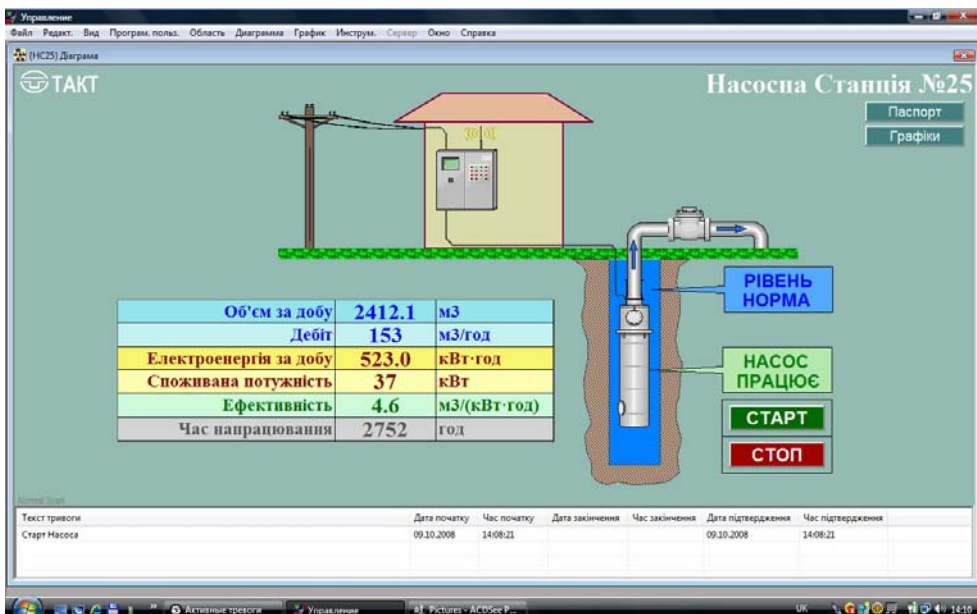 Управление
Файл Редакт. Вид Програм. польз. Область Диаграмма График Инструм. Сервер Окно Справка
(НС25) Діаграма
ТАКТ
Насосна Станція №25
Паспорт
Графіки
РІВЕНЬ
НОРМА
Об'єм за добу 2412.1 м3
Дебіт 153 м3/год
Електроенергія за добу 523.0 кВт·год
Споживана потужність 37 кВт
Ефективність 4.6 м3/(кВт·год)
Час напрацювання 2752 год
НАСОС
ПРАЦЮЄ
СТАРТ
СТОП
Normal Scan
Текст тривоги Дата початку Час початку Дата закінчення Час закінчення Дата підтвердження Час підтвердження
Старт Насоса 09.10.2008 14:08:21 09.10.2008 14:08:21
Активные тревоги Управление Pictures - ACDSee P... UK 14:10